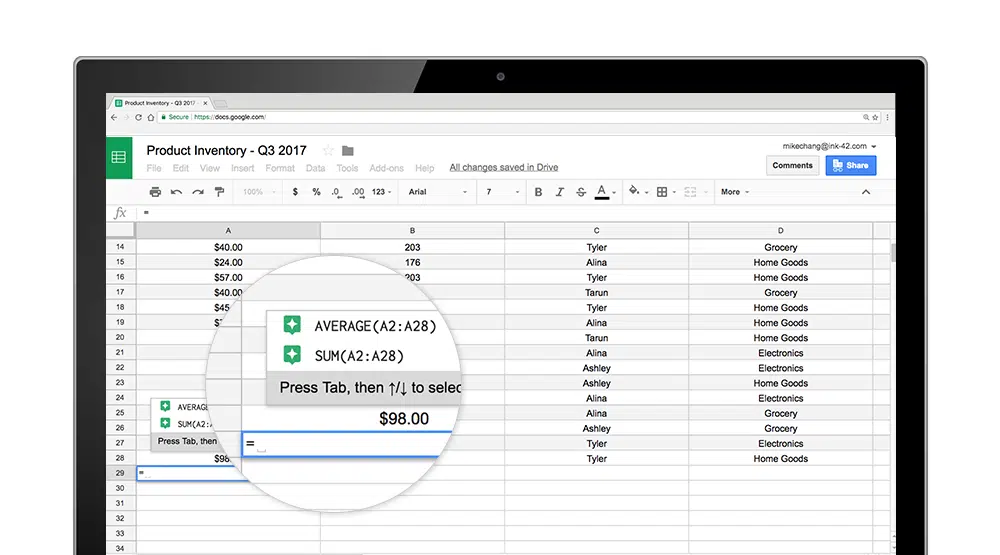 Product Inventory - Q3 2017
Secure | https://docs.google.com/
Product Inventory - Q3 2017
mikechang@ink-42.com
File Edit View Insert Format Data Tools Add-ons Help All changes saved in Drive
Comments Share
100% $ % .0 .00 123 Arial 7 B I S A More
fx =
A B C D
14 $40.00 203 Tyler Grocery
15 $24.00 176 Alina Home Goods
16 $57.00 203 Tyler Home Goods
17 $40.00 Tarun Grocery
18 $45. Tyler Home Goods
19 Alina Home Goods
20 Tarun Home Goods
21 Alina Electronics
22 Ashley Electronics
23 Ashley Home Goods
24 Alina Electronics
25 Alina Grocery
26 Ashley Grocery
27 Tyler Electronics
28 $98. Tyler Home Goods
29 =
30
31
32
33
34
AVERAGE
SUM(A2:A
Press Tab, then
AVERAGE(A2:A28)
SUM(A2:A28)
Press Tab, then ↑/↓ to selec
$98.00
=